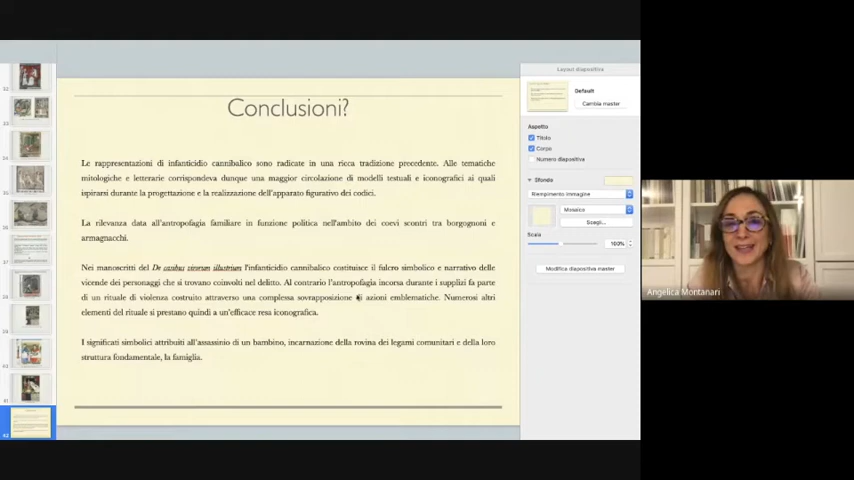 Conclusioni?
Le rappresentazioni di infanticidio cannibalico sono radicate in una ricca tradizione precedente. Alle tematiche
mitologiche e letterarie corrispondeva dunque una maggior circolazione di modelli testuali e iconografici ai quali
ispirarsi durante la progettazione e la realizzazione dell'apparato figurativo dei codici.
La rilevanza data all'antropofagia familiare in funzione politica nell'ambito dei coevi scontri tra borgognoni e
armagnacchi.
Nei manoscritti del De casibus virorum illustrium l'infanticidio cannibalico costituisce il fulcro simbolico e narrativo delle
vicende dei personaggi che si trovano coinvolti nel delitto. Al contrario l'antropofagia incorsa durante i supplizi fa parte
di un rituale di violenza costruito attraverso una complessa sovrapposizione azioni emblematiche. Numerosi altri
elementi del rituale si prestano quindi a un'efficace resa iconografica.
I significati simbolici attribuiti all'assassinio di un bambino, incarnazione della rovina dei legami comunitari e della loro
struttura fondamentale, la famiglia.
Layout diapositiva
Default
Cambia master
Aspetto
Titolo
Corpo
Numero diapositiva
Sfondo
Riempimento immagine
Mosaico
Scegli...
Scala
100%
Modifica diapositiva master
Angelica Montanari